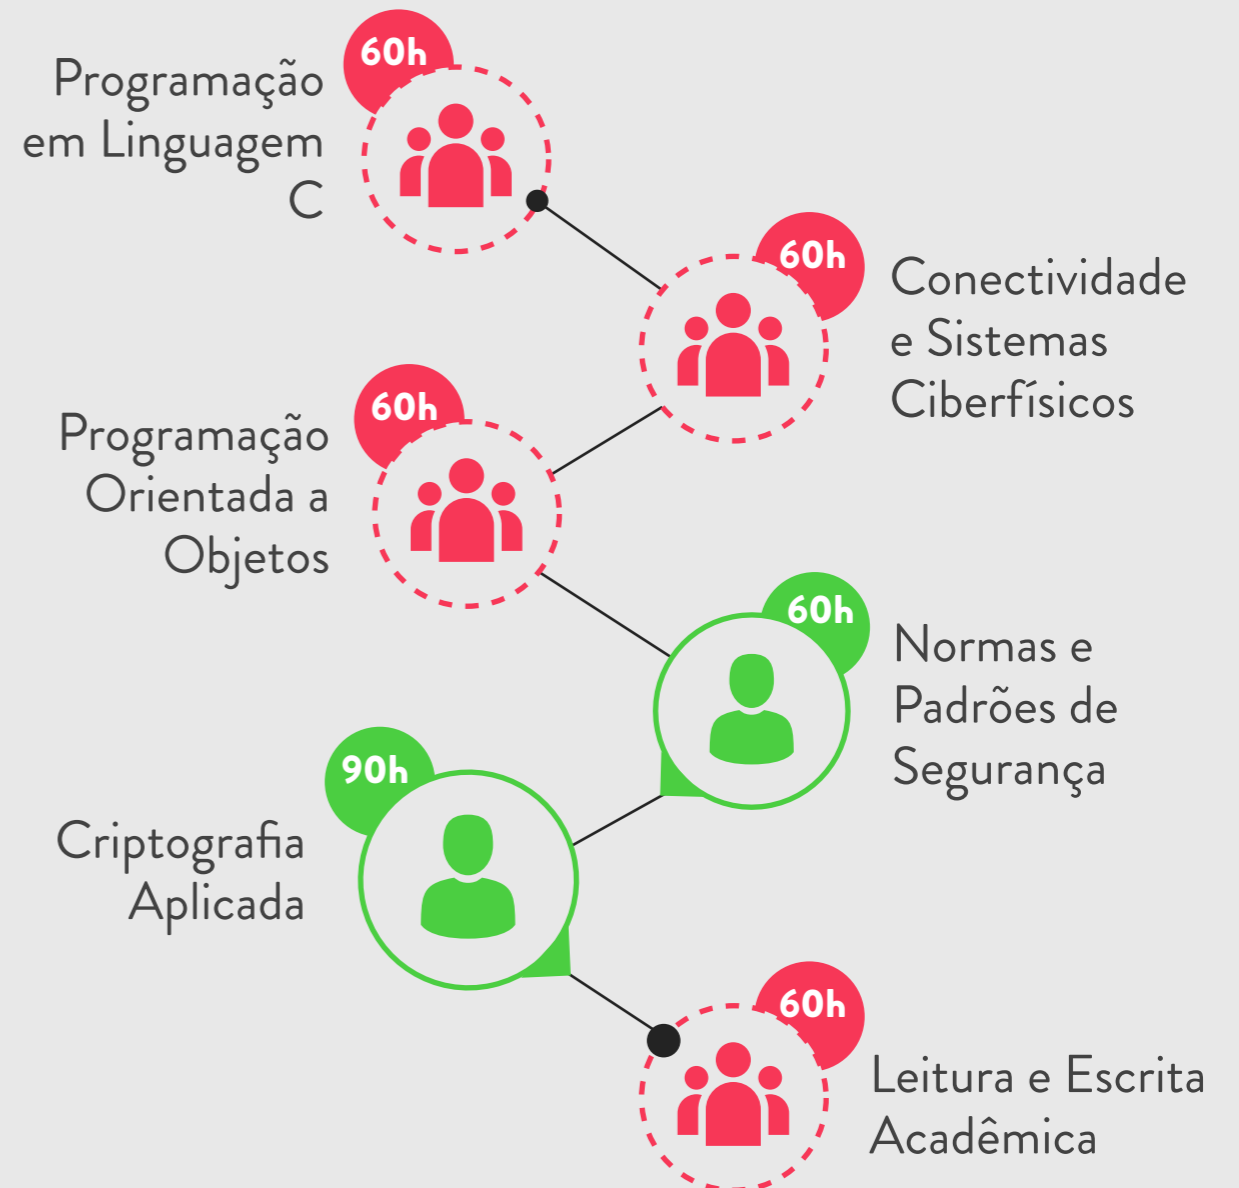 60h
Programação
em Linguagem
C
60h
Conectividade
e Sistemas
Ciberfísicos
60h
Programação
Orientada a
Objetos
60h
Normas e
Padrões de
Segurança
90h
Criptografia
Aplicada
60h
Leitura e Escrita
Acadêmica